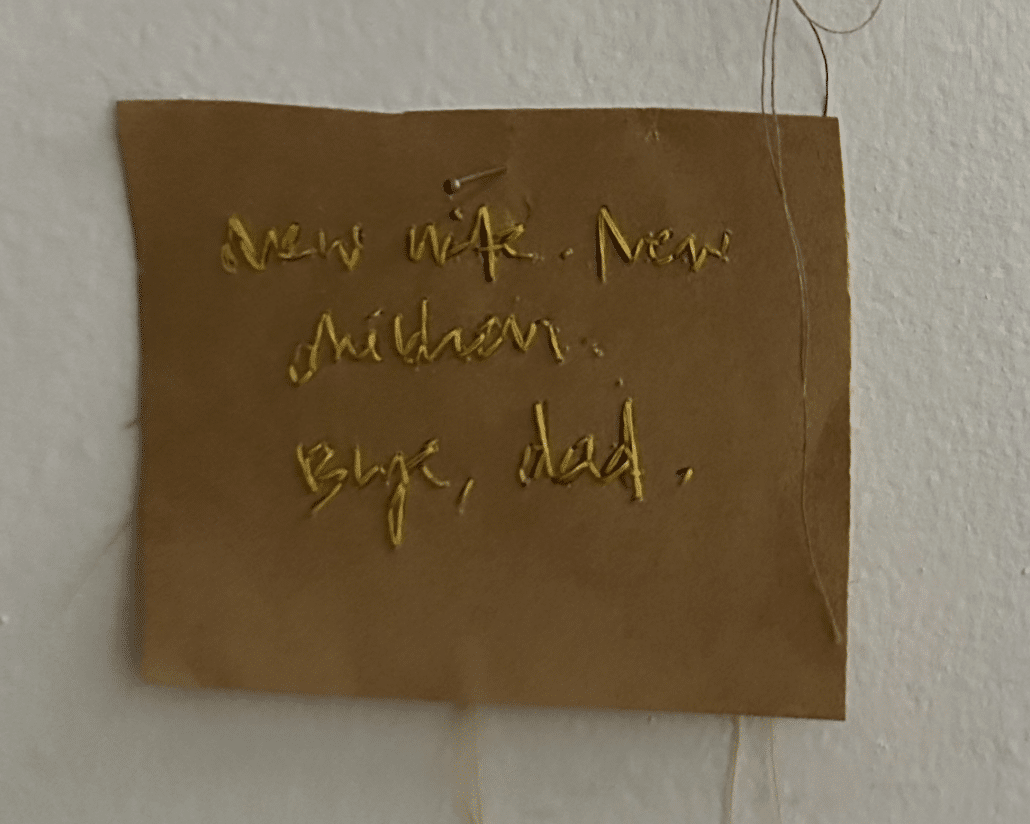 New wife. New
children.
Bye, dad.